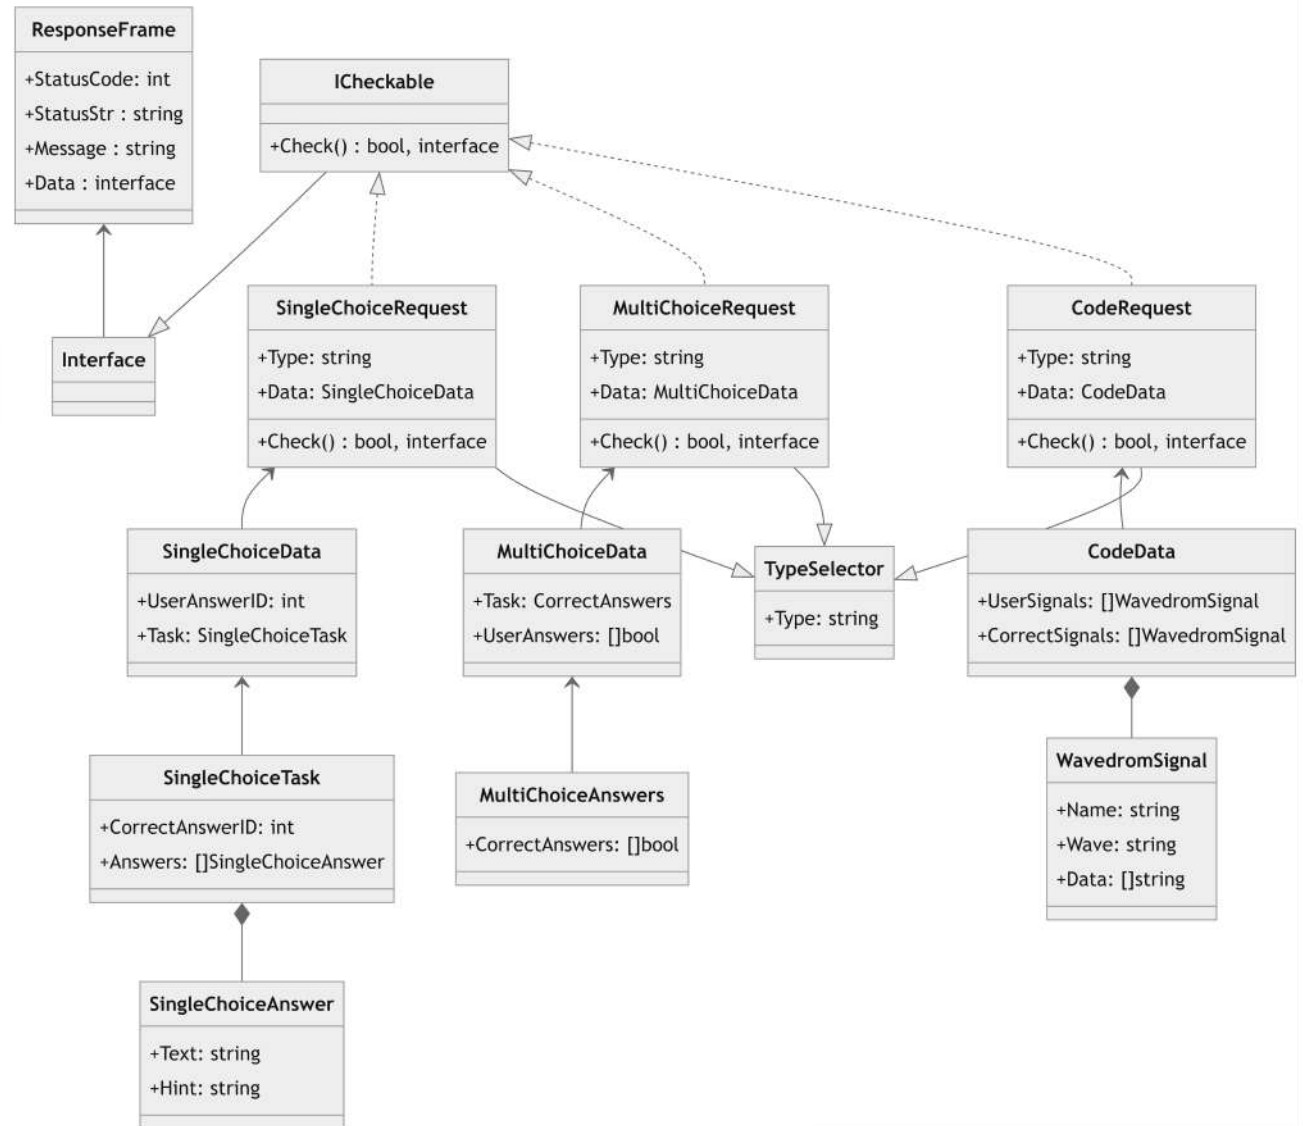 ResponseFrame
+StatusCode: int
+StatusStr : string
+Message : string
+Data : interface
ICheckable
+Check() : bool, interface
Interface
SingleChoiceRequest
+Type: string
+Data: SingleChoiceData
+Check() : bool, interface
MultiChoiceRequest
+Type: string
+Data: MultiChoiceData
+Check() : bool, interface
CodeRequest
+Type: string
+Data: CodeData
+Check() : bool, interface
SingleChoiceData
+UserAnswerID: int
+Task: SingleChoiceTask
MultiChoiceData
+Task: CorrectAnswers
+UserAnswers: []bool
TypeSelector
+Type: string
CodeData
+UserSignals: []WavedromSignal
+CorrectSignals: []WavedromSignal
SingleChoiceTask
+CorrectAnswerID: int
+Answers: []SingleChoiceAnswer
MultiChoiceAnswers
+CorrectAnswers: []bool
WavedromSignal
+Name: string
+Wave: string
+Data: []string
SingleChoiceAnswer
+Text: string
+Hint: string